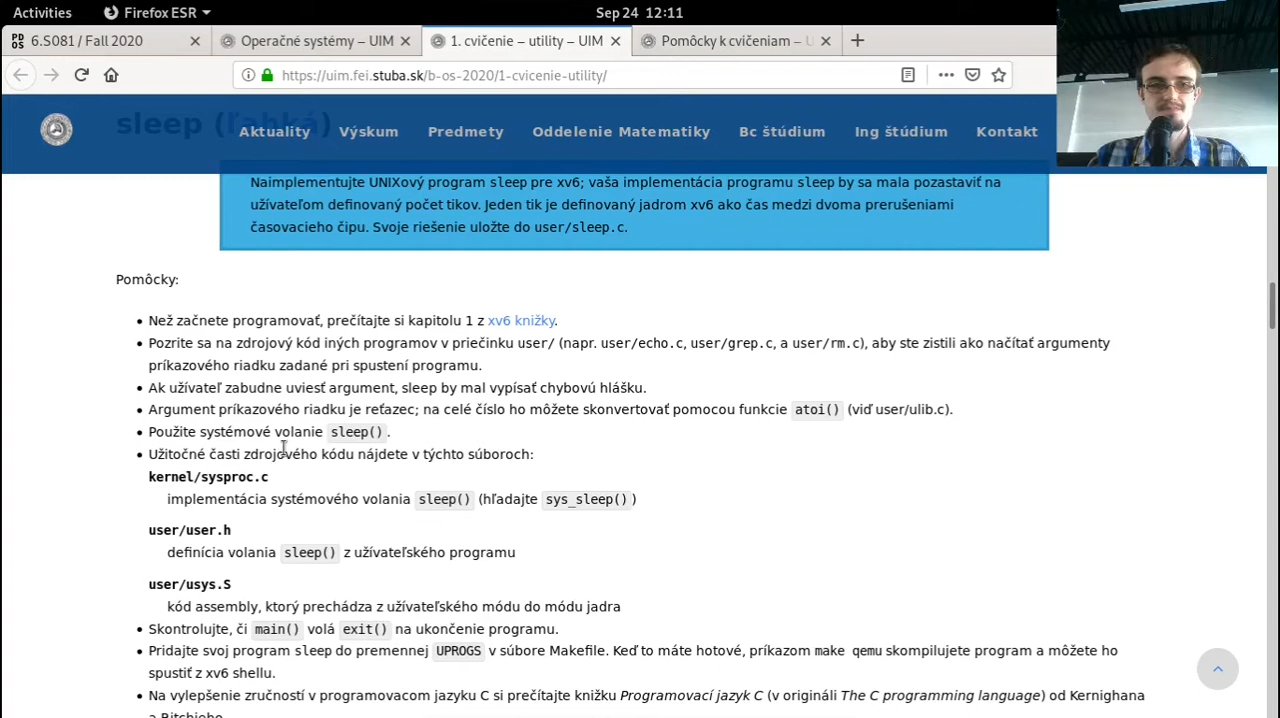 Activities
Firefox ESR
Sep 24 12:11
PD OS
6.S081 / Fall 2020
Operačné systémy – UIM
1. cvičenie – utility – UIM
Pomôcky k cvičeniam – U
https://uim.fei.stuba.sk/b-os-2020/1-cvicenie-utility/
sleep (ľahká)
Aktuality
Výskum
Predmety
Oddelenie Matematiky
Bc štúdium
Ing štúdium
Kontakt
Naimplementujte UNIXový program sleep pre xv6; vaša implementácia programu sleep by sa mala pozastaviť na
užívateľom definovaný počet tikov. Jeden tik je definovaný jadrom xv6 ako čas medzi dvoma prerušeniami
časovacieho čipu. Svoje riešenie uložte do user/sleep.c.
Pomôcky:
• Než začnete programovať, prečítajte si kapitolu 1 z xv6 knižky.
• Pozrite sa na zdrojový kód iných programov v priečinku user/ (napr. user/echo.c, user/grep.c, a user/rm.c), aby ste zistili ako načítať argumenty
príkazového riadku zadané pri spustení programu.
• Ak užívateľ zabudne uviesť argument, sleep by mal vypísať chybovú hlášku.
• Argument príkazového riadku je reťazec; na celé číslo ho môžete skonvertovať pomocou funkcie atoi() (viď user/ulib.c).
• Použite systémové volanie sleep().
• Užitočné časti zdrojového kódu nájdete v týchto súboroch:
kernel/sysproc.c
implementácia systémového volania sleep() (hľadajte sys_sleep())
user/user.h
definícia volania sleep() z užívateľského programu
user/usys.S
kód assembly, ktorý prechádza z užívateľského módu do módu jadra
• Skontrolujte, či main() volá exit() na ukončenie programu.
• Pridajte svoj program sleep do premennej UPROGS v súbore Makefile. Keď to máte hotové, príkazom make qemu skompilujete program a môžete ho
spustiť z xv6 shellu.
• Na vylepšenie zručností v programovacom jazyku C si prečítajte knižku Programovací jazyk C (v origináli The C programming language) od Kernighana
a Ritchieho.